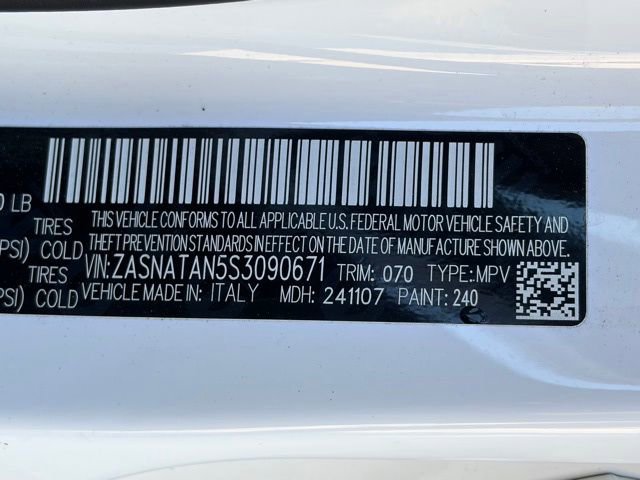 0 LB
TIRES
PSI) COLD
TIRES
PSI) COLD
THIS VEHICLE CONFORMS TO ALL APPLICABLE U.S. FEDERAL MOTOR VEHICLE SAFETY AND
THEFT PREVENTION STANDARDS IN EFFECT ON THE DATE OF MANUFACTURE SHOWN ABOVE.
VIN: ZASNATAN5S3090671 TRIM: 070 TYPE: MPV
VEHICLE MADE IN: ITALY MDH: 241107 PAINT: 240